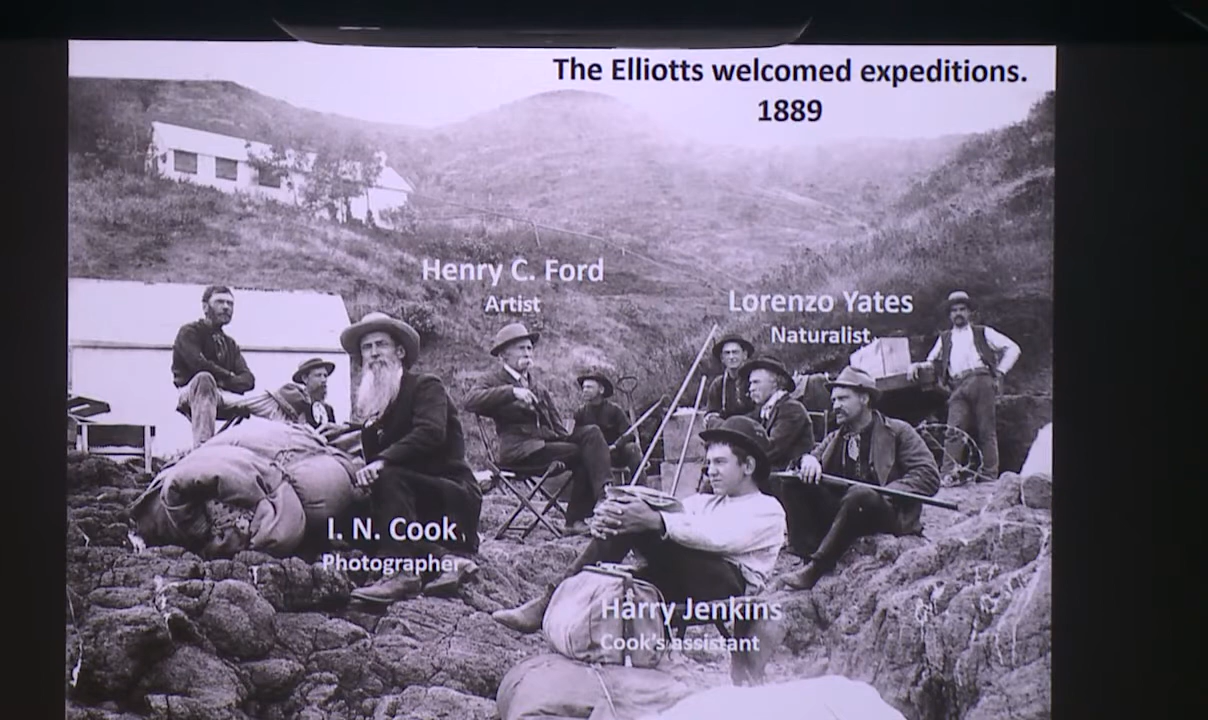 The Elliotts welcomed expeditions.
1889
Henry C. Ford
Artist
Lorenzo Yates
Naturalist
I. N. Cook
Photographer
Harry Jenkins
Cook's assistant